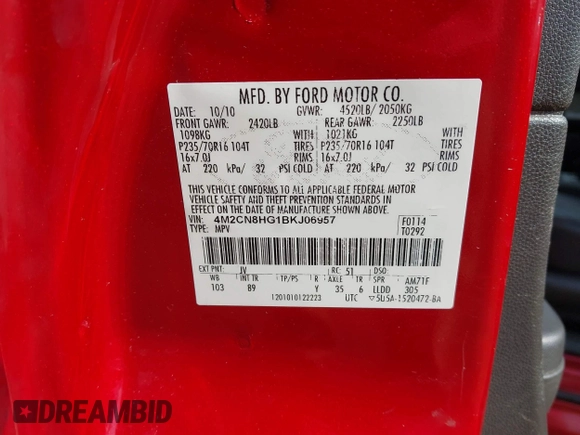 MFD. BY FORD MOTOR CO.
DATE: 10/10 GVWR: 4520LB/ 2050KG
FRONT GAWR: 2420LB REAR GAWR: 2250LB
1098KG WITH 1021KG WITH
P235/70R16 104T TIRES P235/70R16 104T TIRES
16x7.0J RIMS 16x7.0J RIMS
AT 220 kPa/ 32 PSI COLD AT 220 kPa/ 32 PSI COLD
THIS VEHICLE CONFORMS TO ALL APPLICABLE FEDERAL MOTOR
VEHICLE SAFETY AND THEFT PREVENTION STANDARDS IN
EFFECT ON THE DATE OF MANUFACTURE SHOWN ABOVE.
VIN: 4M2CN8HG1BKJ06957 F0114
TYPE: MPV T0292
EXT PNT: JV RC: 51 DSO:
WB INT TR TP/PS R AXLE TR SPR AM71F
103 89 Y 35 6 LLDD 305
1201010122223 UTC 5U5A-1520472-BA
DREAMBID